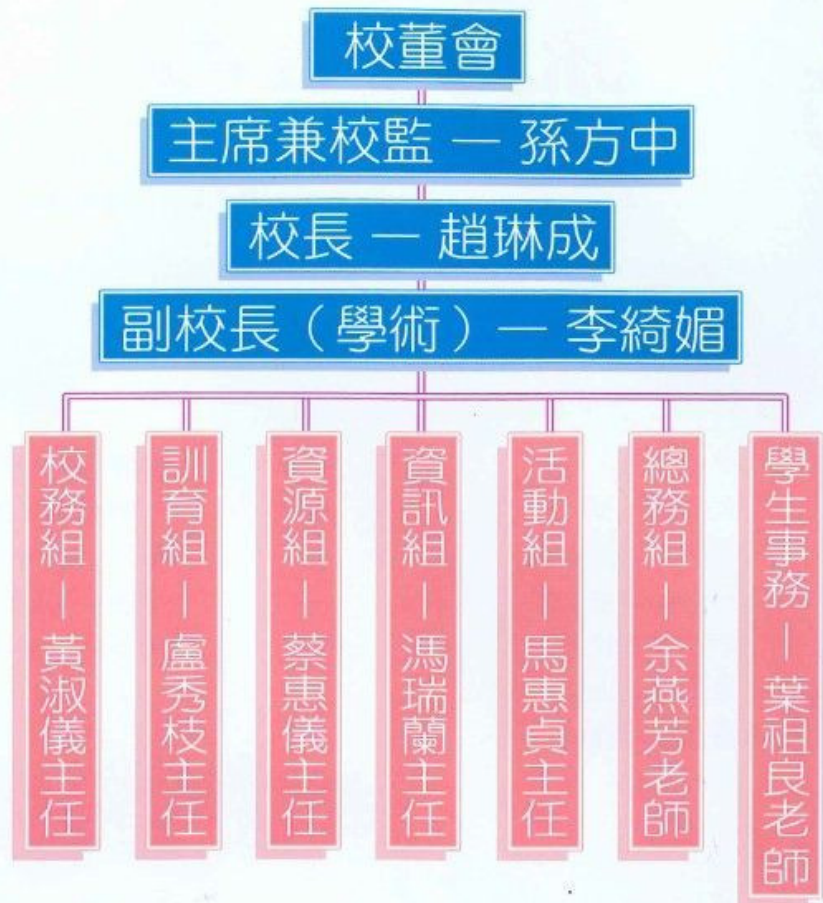 校董會
主席兼校監 — 孫方中
校長 — 趙琳成
副校長（學術）— 李綺媚
校務組 — 黃淑儀主任
訓育組 — 盧秀枝主任
資源組 — 蔡惠儀主任
資訊組 — 馮瑞蘭主任
活動組 — 馬惠貞主任
總務組 — 余燕芳老師
學生事務 — 葉祖良老師